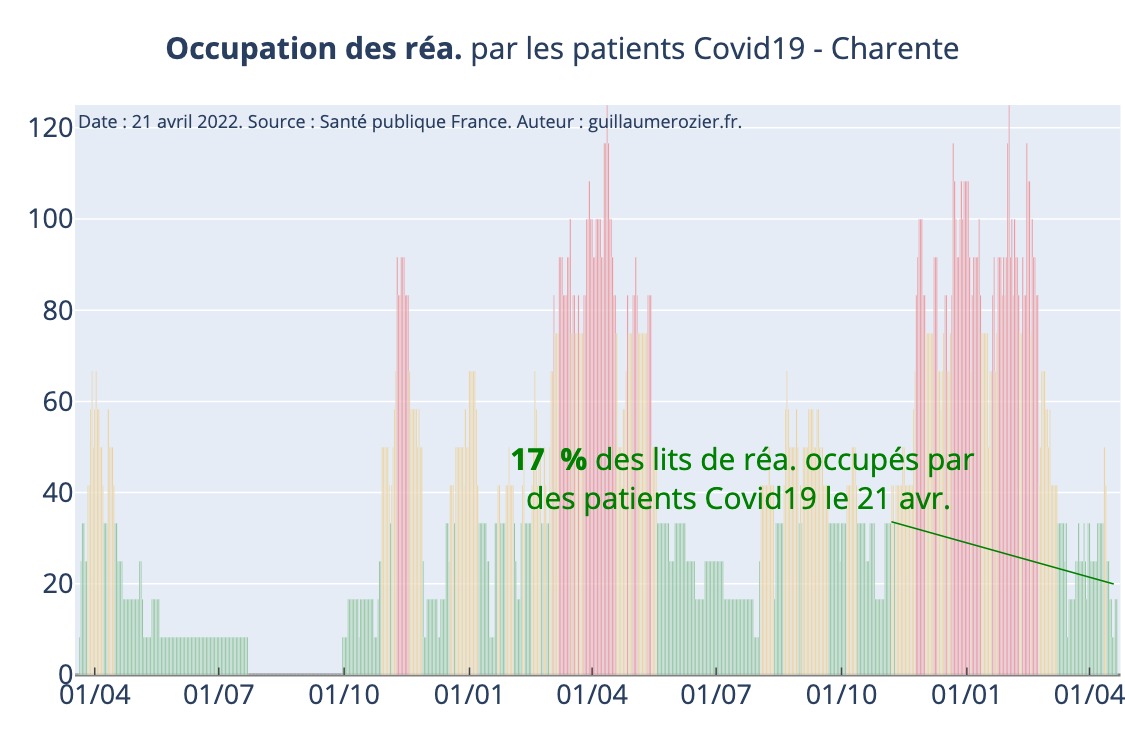 Occupation des réa. par les patients Covid19 - Charente
Date : 21 avril 2022. Source : Santé publique France. Auteur : guillaumerozier.fr.
120
100
80
60
40
20
0
17 % des lits de réa. occupés par
des patients Covid19 le 21 avr.
01/04 01/07 01/10 01/01 01/04 01/07 01/10 01/01 01/04